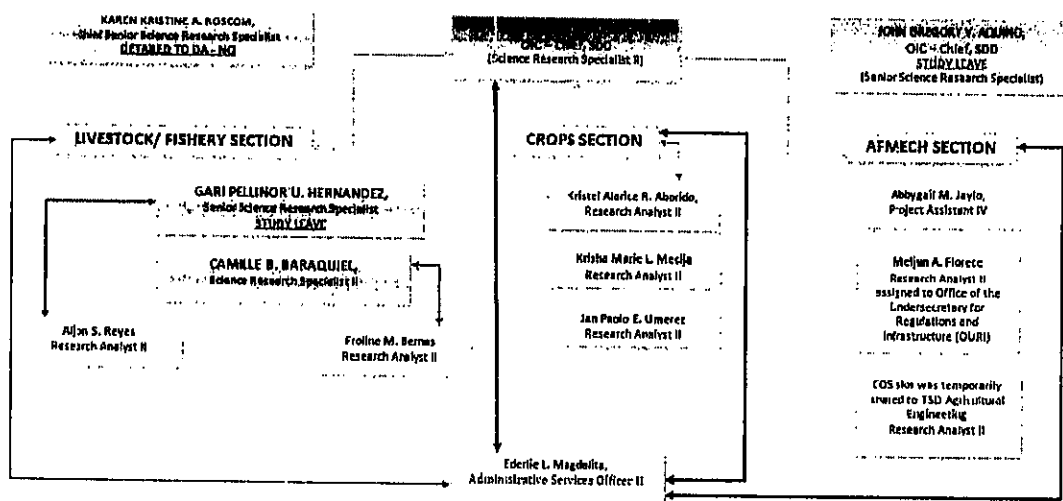 KAREN KRISTINE A. ROSCOM,
Chief Senior Science Research Specialist
DETAILED TO DA - NO
OIC – Chief, SDD
(Science Research Specialist II)
JOHN GREGORY V. AQUINO,
OIC – Chief, SDD
STUDY LEAVE
(Senior Science Research Specialist)
LIVESTOCK/ FISHERY SECTION
CROPS SECTION
AFMECH SECTION
GARI PELLINOR U. HERNANDEZ,
Senior Science Research Specialist
STUDY LEAVE
CAMILLE B. BARAQUIEL,
Science Research Specialist II
Aljon S. Reyes
Research Analyst II
Froline M. Bernas
Research Analyst II
Kristel Alarice R. Aborido,
Research Analyst II
Krisha Marie L. Mecija
Research Analyst II
Jan Paolo E. Umerez
Research Analyst II
Abbygail M. Jaylo,
Project Assistant IV
Meljun A. Florece
Research Analyst II
assigned to Office of the
Undersecretary for
Regulations and
Infrastructure (OURI)
COS slot was temporarily
shared to TSD Agricultural
Engineering
Research Analyst II
Ederlie L. Magdalita,
Administrative Services Officer II